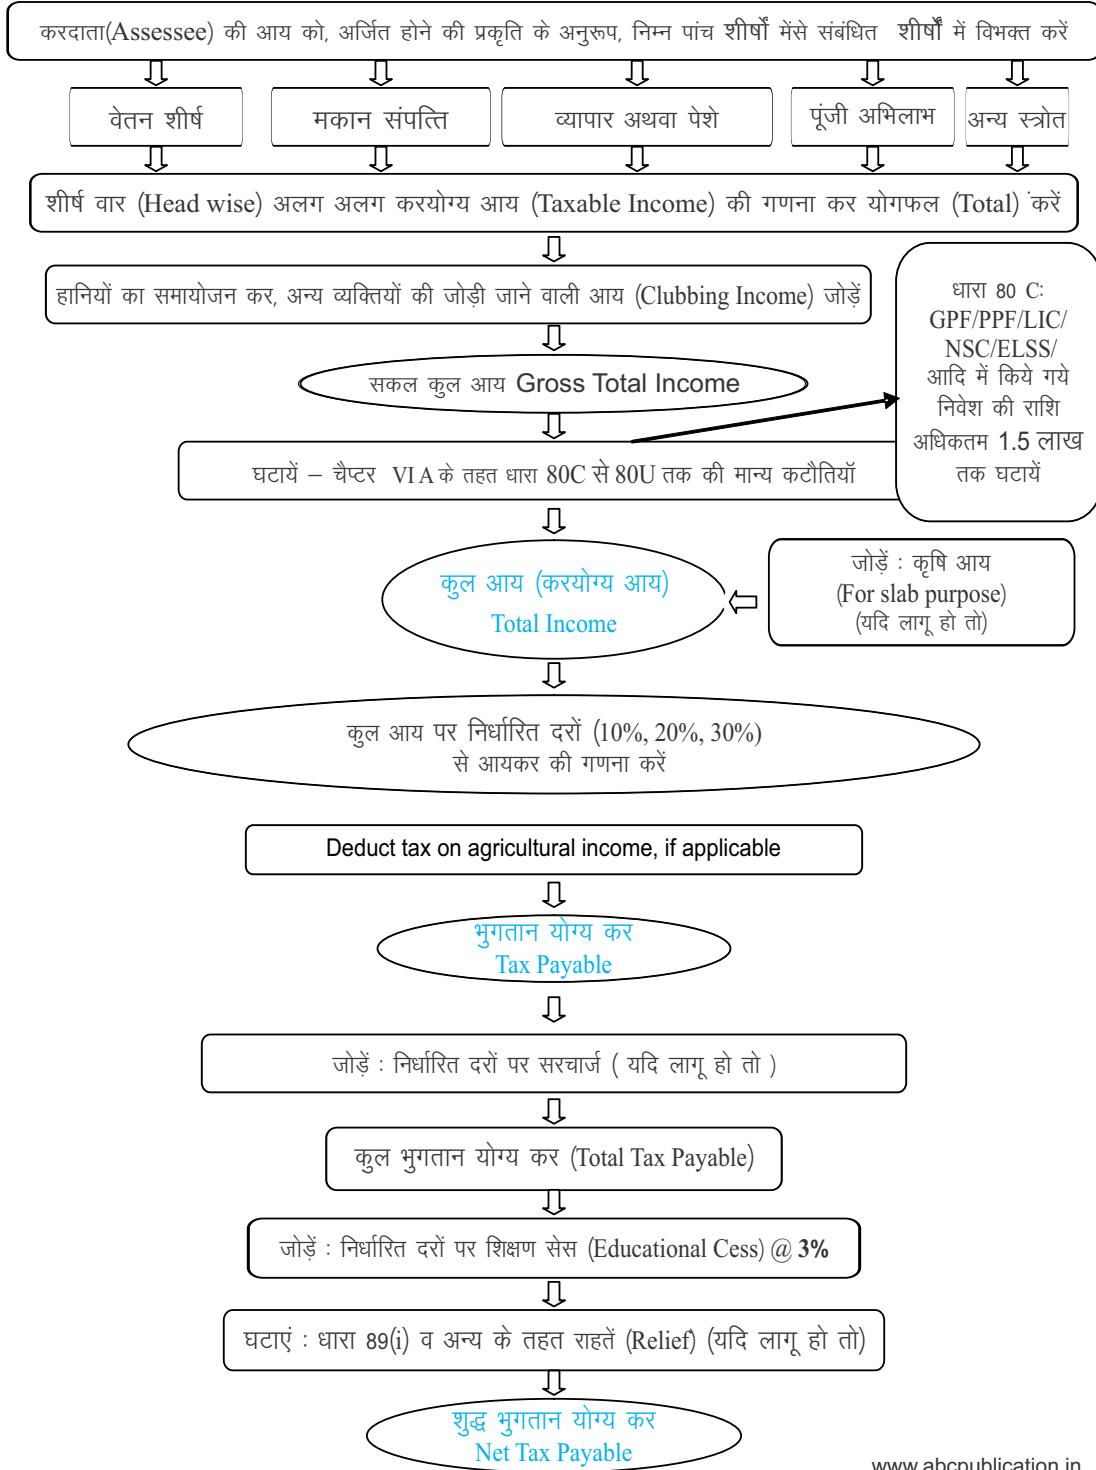 करदाता(Assessee) की आय को, अर्जित होने की प्रकृति के अनुरूप, निम्न पांच शीर्षों मेंसे संबंधित शीर्षों में विभक्त करें
वेतन शीर्ष
मकान संपत्ति
व्यापार अथवा पेशे
पूंजी अभिलाभ
अन्य स्त्रोत
शीर्ष वार (Head wise) अलग अलग करयोग्य आय (Taxable Income) की गणना कर योगफल (Total) करें
हानियों का समायोजन कर, अन्य व्यक्तियों की जोड़ी जाने वाली आय (Clubbing Income) जोड़ें
धारा 80 C:
GPF/PPF/LIC/
NSC/ELSS/
आदि में किये गये
निवेश की राशि
अधिकतम 1.5 लाख
तक घटायें
सकल कुल आय Gross Total Income
घटायें – चैप्टर VI A के तहत धारा 80C से 80U तक की मान्य कटौतियॉ
कुल आय (करयोग्य आय)
Total Income
जोड़ें : कृषि आय
(For slab purpose)
(यदि लागू हो तो)
कुल आय पर निर्धारित दरों (10%, 20%, 30%)
से आयकर की गणना करें
Deduct tax on agricultural income, if applicable
भुगतान योग्य कर
Tax Payable
जोड़ें : निर्धारित दरों पर सरचार्ज ( यदि लागू हो तो )
कुल भुगतान योग्य कर (Total Tax Payable)
जोड़ें : निर्धारित दरों पर शिक्षण सेस (Educational Cess) @ 3%
घटाएं : धारा 89(i) व अन्य के तहत राहतें (Relief) (यदि लागू हो तो)
शुद्ध भुगतान योग्य कर
Net Tax Payable
www.abcpublication.in